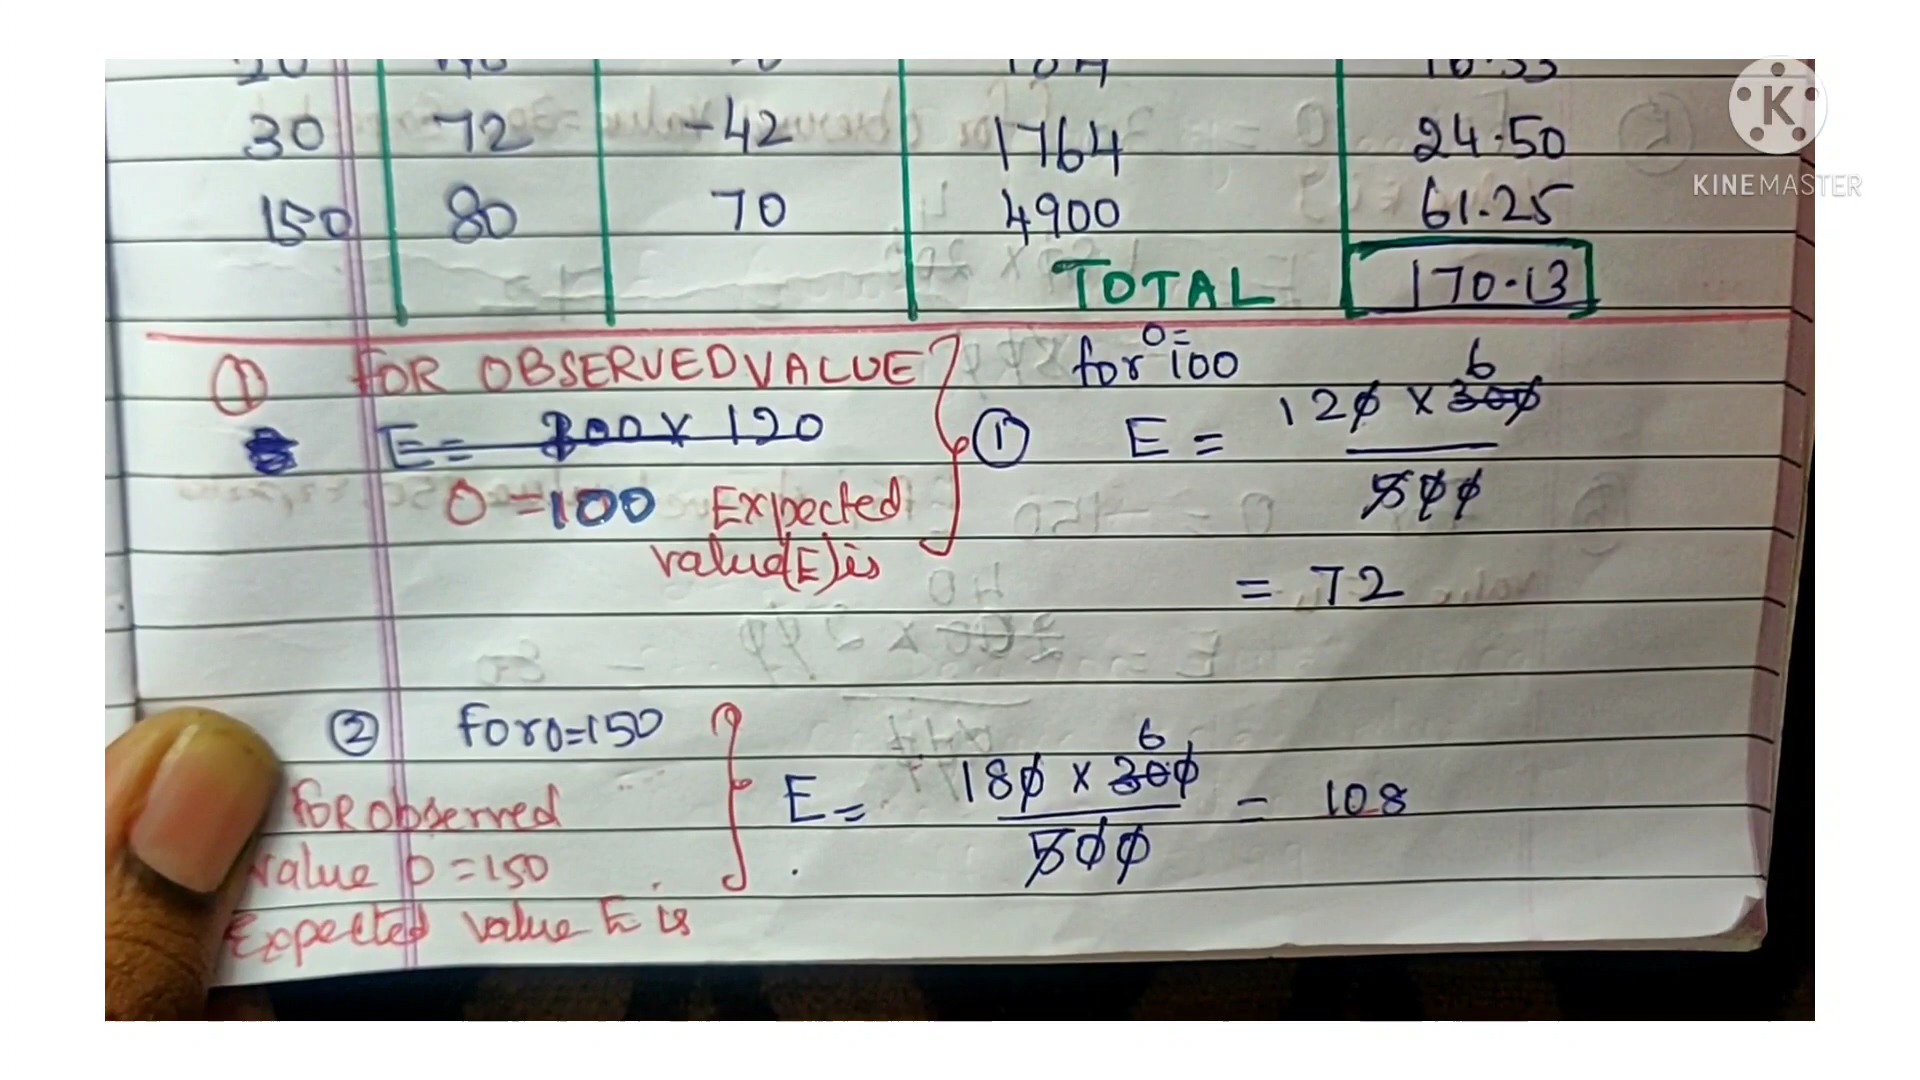 30 72 -42 1764 24.50
150 80 70 4900 61.25
TOTAL 170.13
① FOR OBSERVED VALUE
E = 300 x 120
O = 100 Expected
value(E) is
for O= 100
① E = 120 x 300 6
500
= 72
② For O=150
FOR observed
value O = 150
Expected value E is
E = 180 x 300 6 = 108
500
K
KINEMASTER